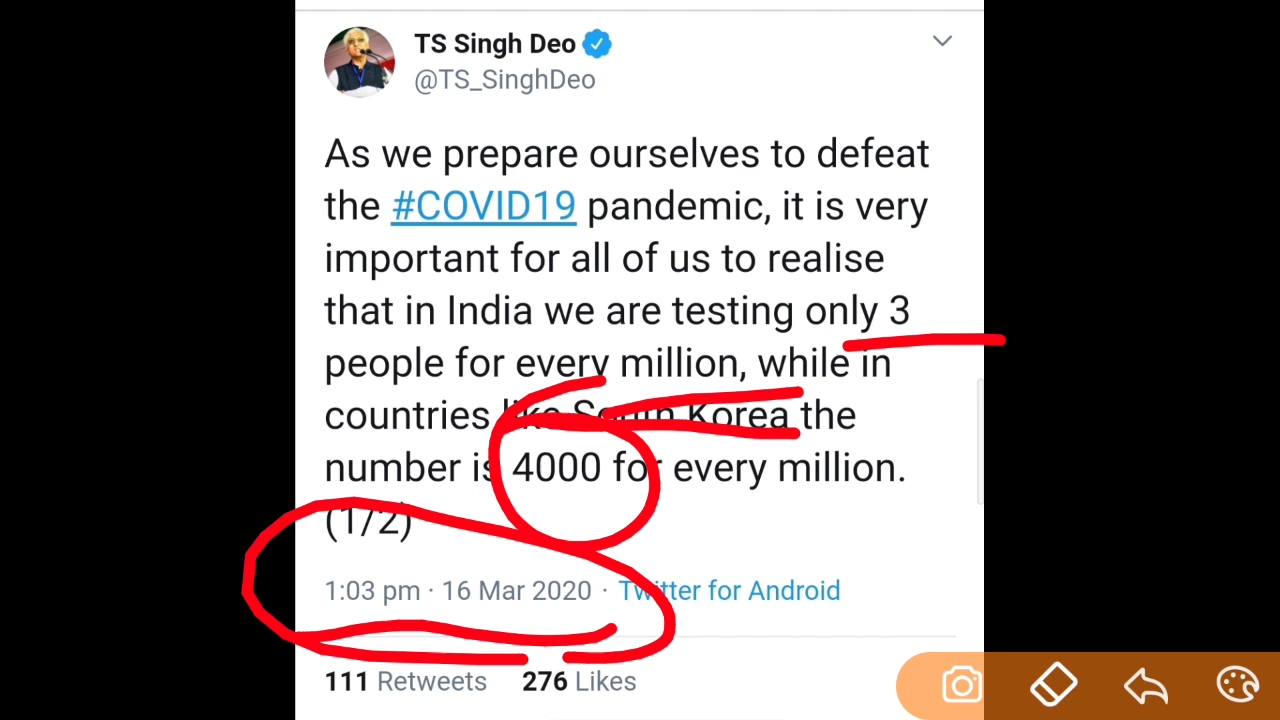 TS Singh Deo
@TS_SinghDeo
As we prepare ourselves to defeat
the #COVID19 pandemic, it is very
important for all of us to realise
that in India we are testing only 3
people for every million, while in
countries like South Korea the
number is 4000 for every million.
(1/2)
1:03 pm · 16 Mar 2020 · Twitter for Android
111 Retweets 276 Likes